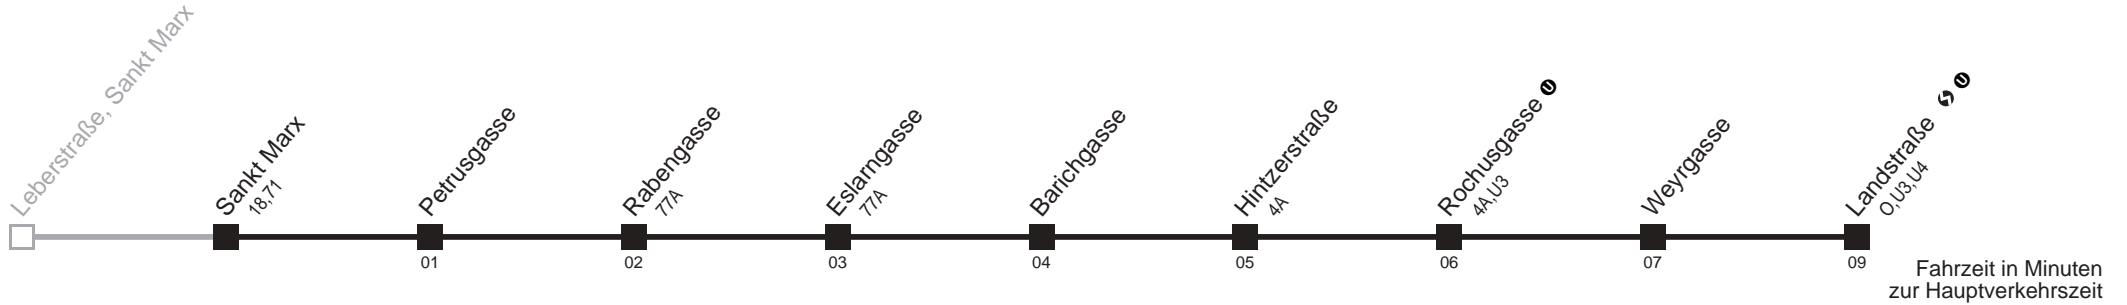 Leberstraße, Sankt Marx
Sankt Marx
18,71
Petrusgasse
01
Rabengasse
77A
02
Eslarngasse
77A
03
Barichgasse
04
Hintzerstraße
4A
05
Rochusgasse U
4A,U3
06
Weyrgasse
07
Landstraße U
O,U3,U4
09
Fahrzeit in Minuten
zur Hauptverkehrszeit